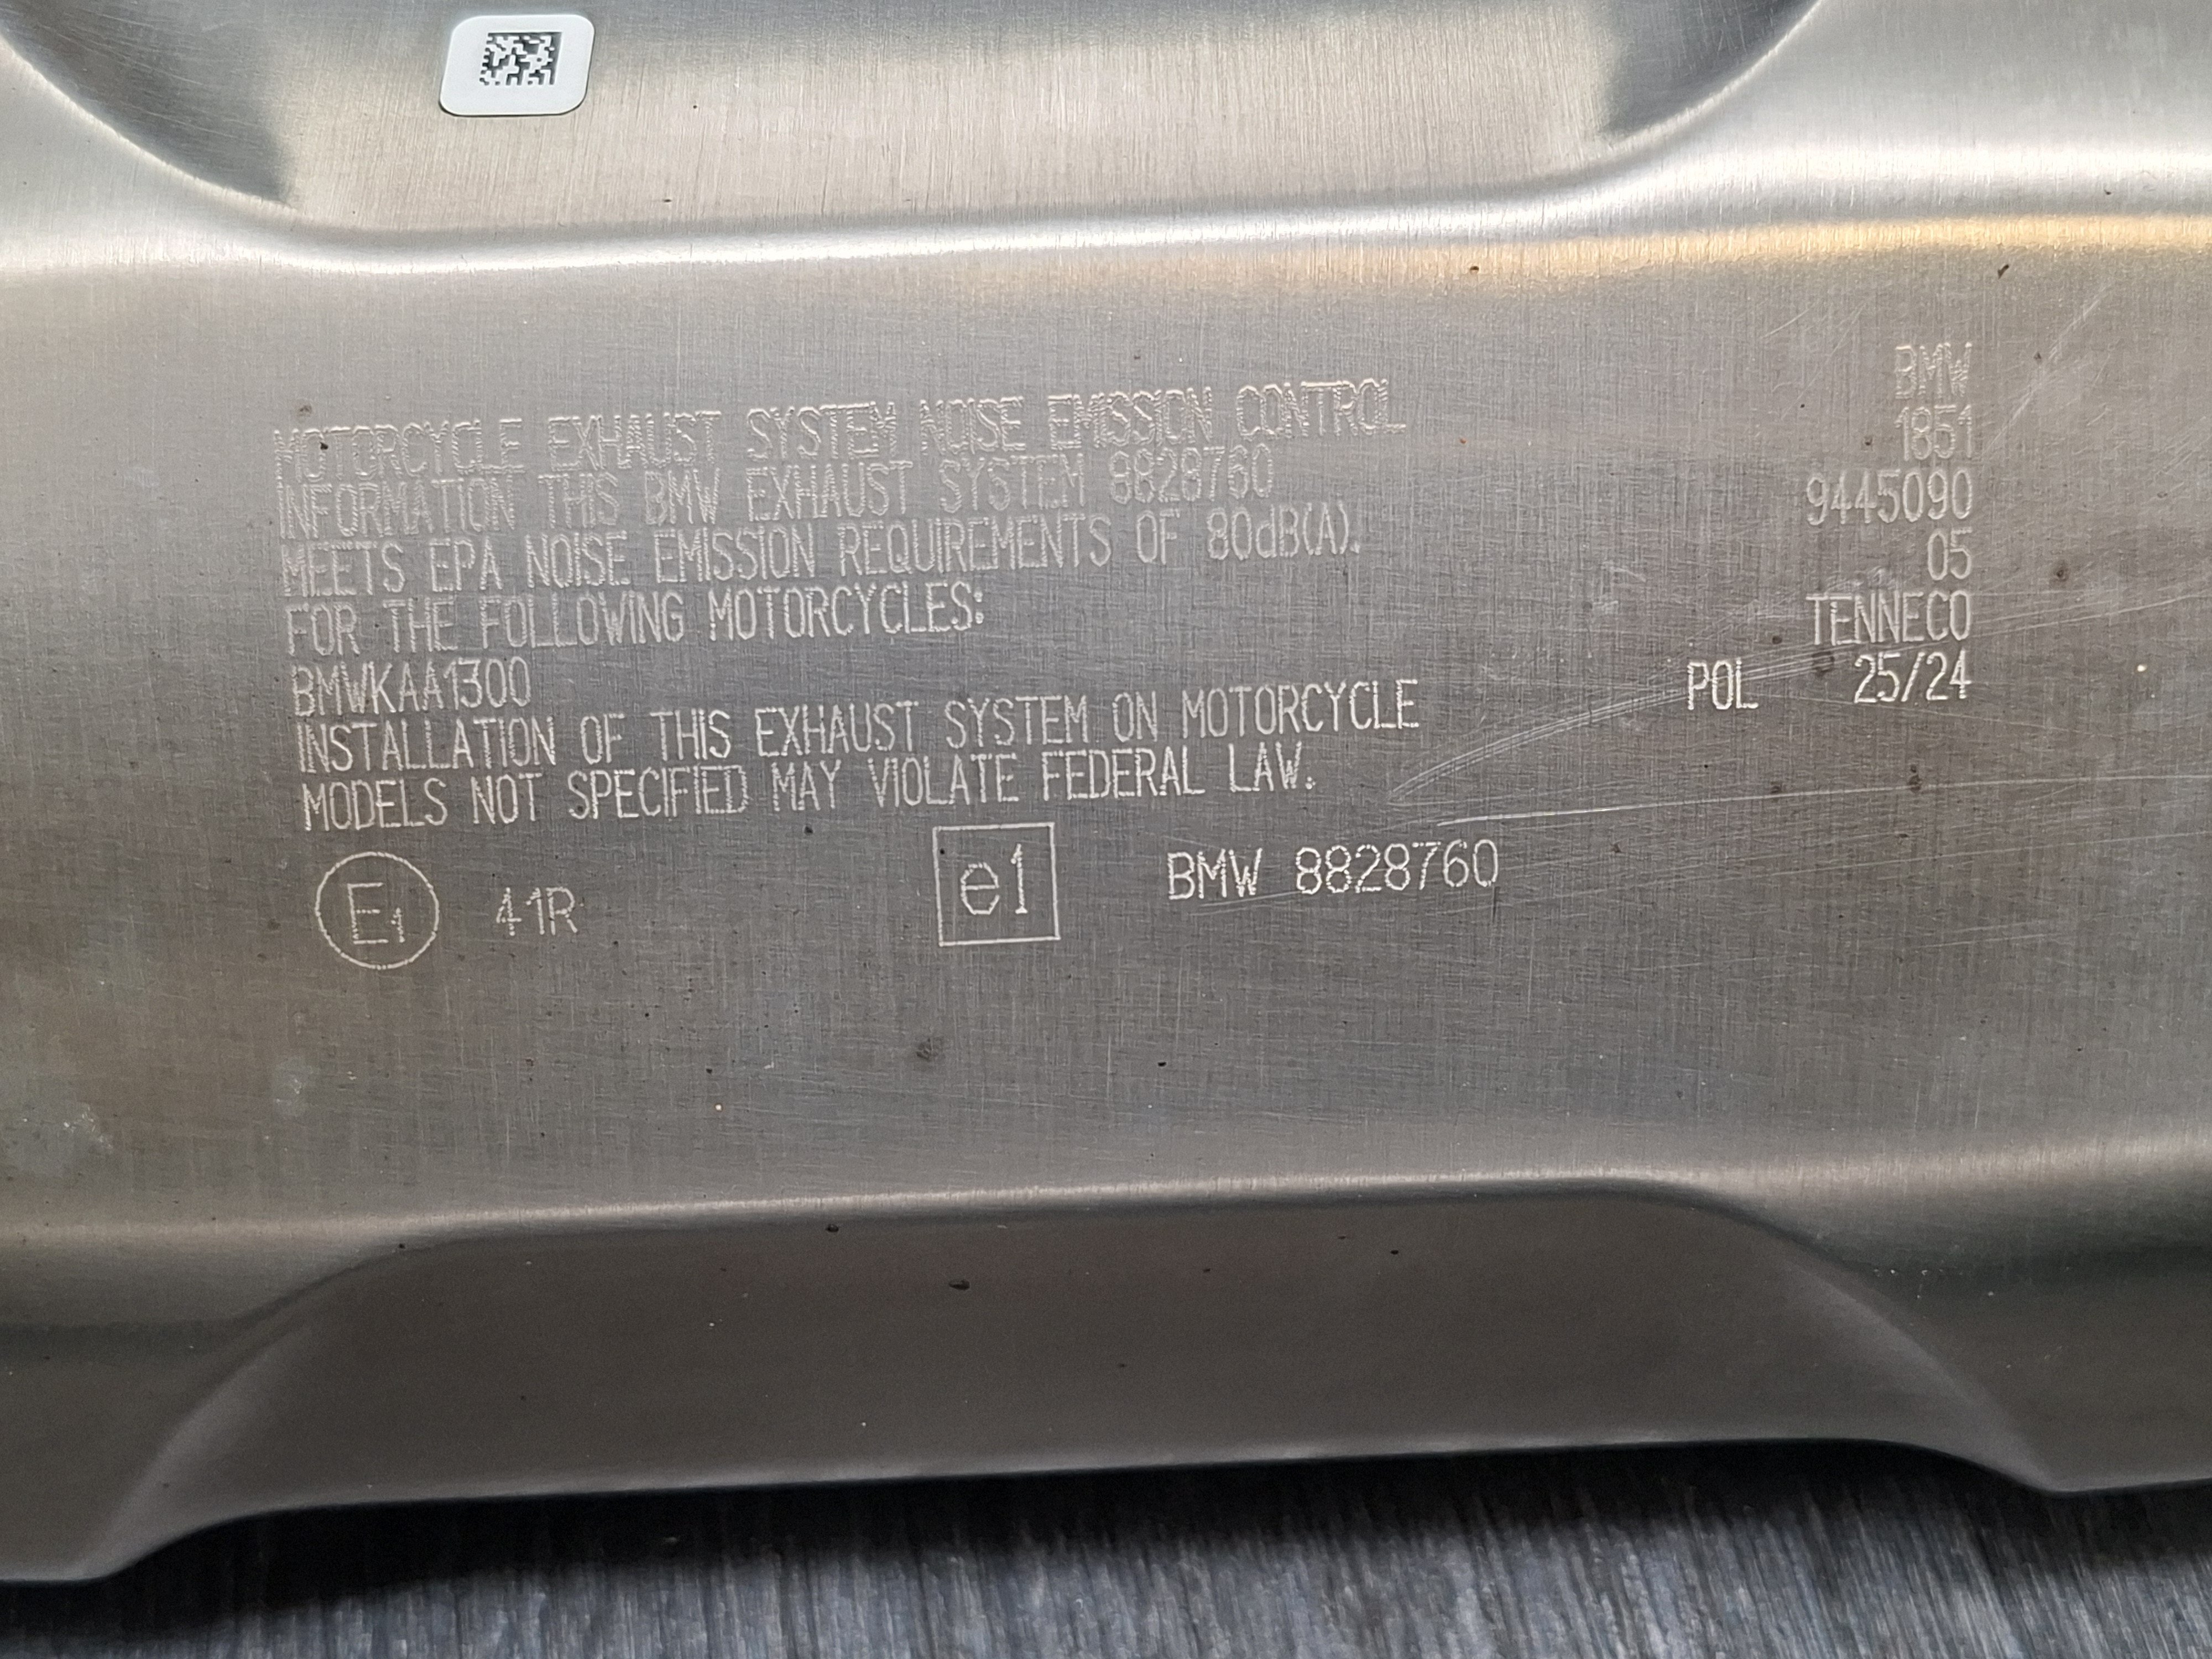 MOTORCYCLE EXHAUST SYSTEM NOISE EMISSION CONTROL
INFORMATION THIS BMW EXHAUST SYSTEM 8828760
MEETS EPA NOISE EMISSION REQUIREMENTS OF 80dB(A).
FOR THE FOLLOWING MOTORCYCLES:
BMWKAA1300
INSTALLATION OF THIS EXHAUST SYSTEM ON MOTORCYCLE
MODELS NOT SPECIFIED MAY VIOLATE FEDERAL LAW.
E1 41R e1 BMW 8828760
BMW
1851
9445090
05
TENNECO
POL 25/24